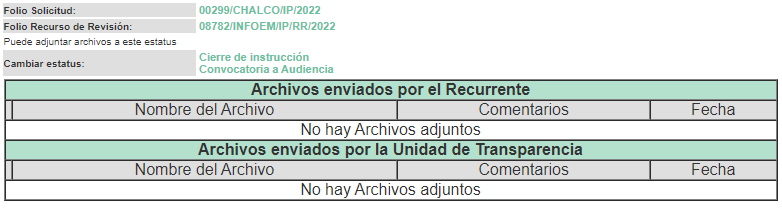 Folio Solicitud: 00299/CHALCO/IP/2022
Folio Recurso de Revisión: 08782/INFOEM/IP/RR/2022
Puede adjuntar archivos a este estatus
Cambiar estatus: Cierre de instrucción
Convocatoria a Audiencia
Archivos enviados por el Recurrente
Nombre del Archivo Comentarios Fecha
No hay Archivos adjuntos
Archivos enviados por la Unidad de Transparencia
Nombre del Archivo Comentarios Fecha
No hay Archivos adjuntos